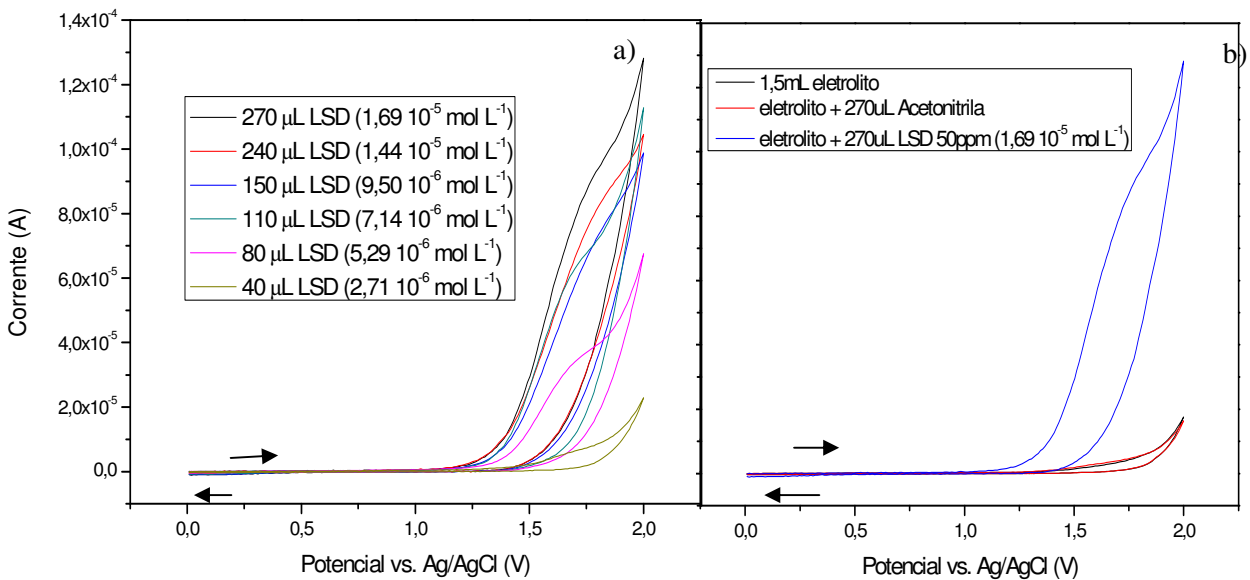 1,4x10⁻⁴
1,2x10⁻⁴
1,0x10⁻⁴
8,0x10⁻⁵
6,0x10⁻⁵
4,0x10⁻⁵
2,0x10⁻⁵
0,0
Corrente (A)
a)
270 μL LSD (1,69 10⁻⁵ mol L⁻¹)
240 μL LSD (1,44 10⁻⁵ mol L⁻¹)
150 μL LSD (9,50 10⁻⁶ mol L⁻¹)
110 μL LSD (7,14 10⁻⁶ mol L⁻¹)
80 μL LSD (5,29 10⁻⁶ mol L⁻¹)
40 μL LSD (2,71 10⁻⁶ mol L⁻¹)
0,0 0,5 1,0 1,5 2,0
Potencial vs. Ag/AgCl (V)
b)
1,5mL eletrolito
eletrolito + 270uL Acetonitrila
eletrolito + 270uL LSD 50ppm (1,69 10⁻⁵ mol L⁻¹)
0,0 0,5 1,0 1,5 2,0
Potencial vs. Ag/AgCl (V)